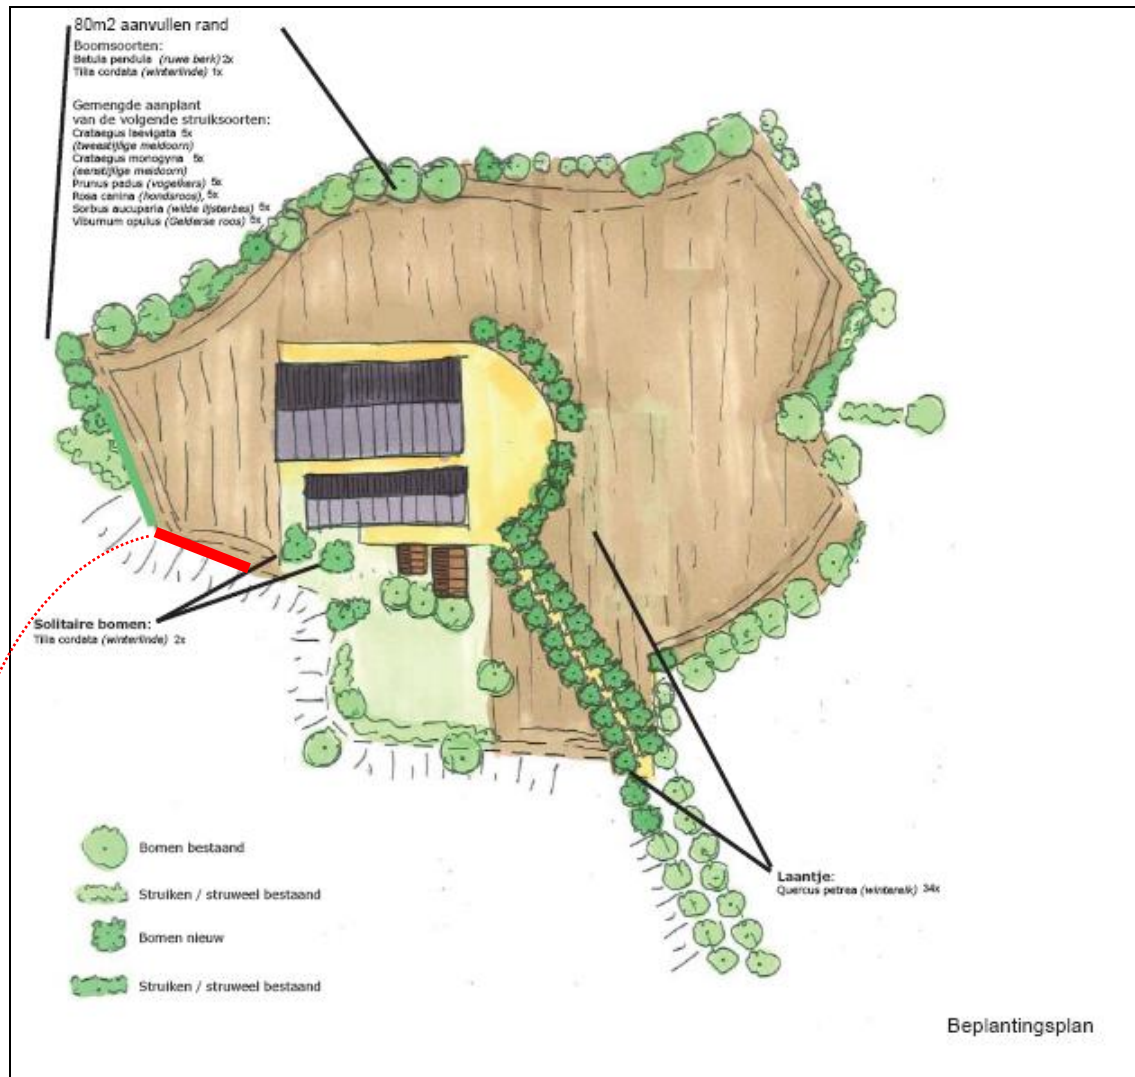 80m2 aanvullen rand
Boomsoorten:
Betula pendula (ruwe berk) 2x
Tilia cordata (winterlinde) 1x
Gemengde aanplant
van de volgende struiksoorten:
Crataegus laevigata 5x
(tweestijlige meidoorn)
Crataegus monogyna 5x
(eenstijlige meidoorn)
Prunus padus (vogelkers) 5x
Rosa canina (hondsroos), 5x
Sorbus aucuparia (wilde lijsterbes) 5x
Viburnum opulus (Gelderse roos) 5x
Solitaire bomen:
Tilia cordata (winterlinde) 2x
Laantje:
Quercus petrea (wintereik) 34x
Bomen bestaand
Struiken / struweel bestaand
Bomen nieuw
Struiken / struweel bestaand
Beplantingsplan